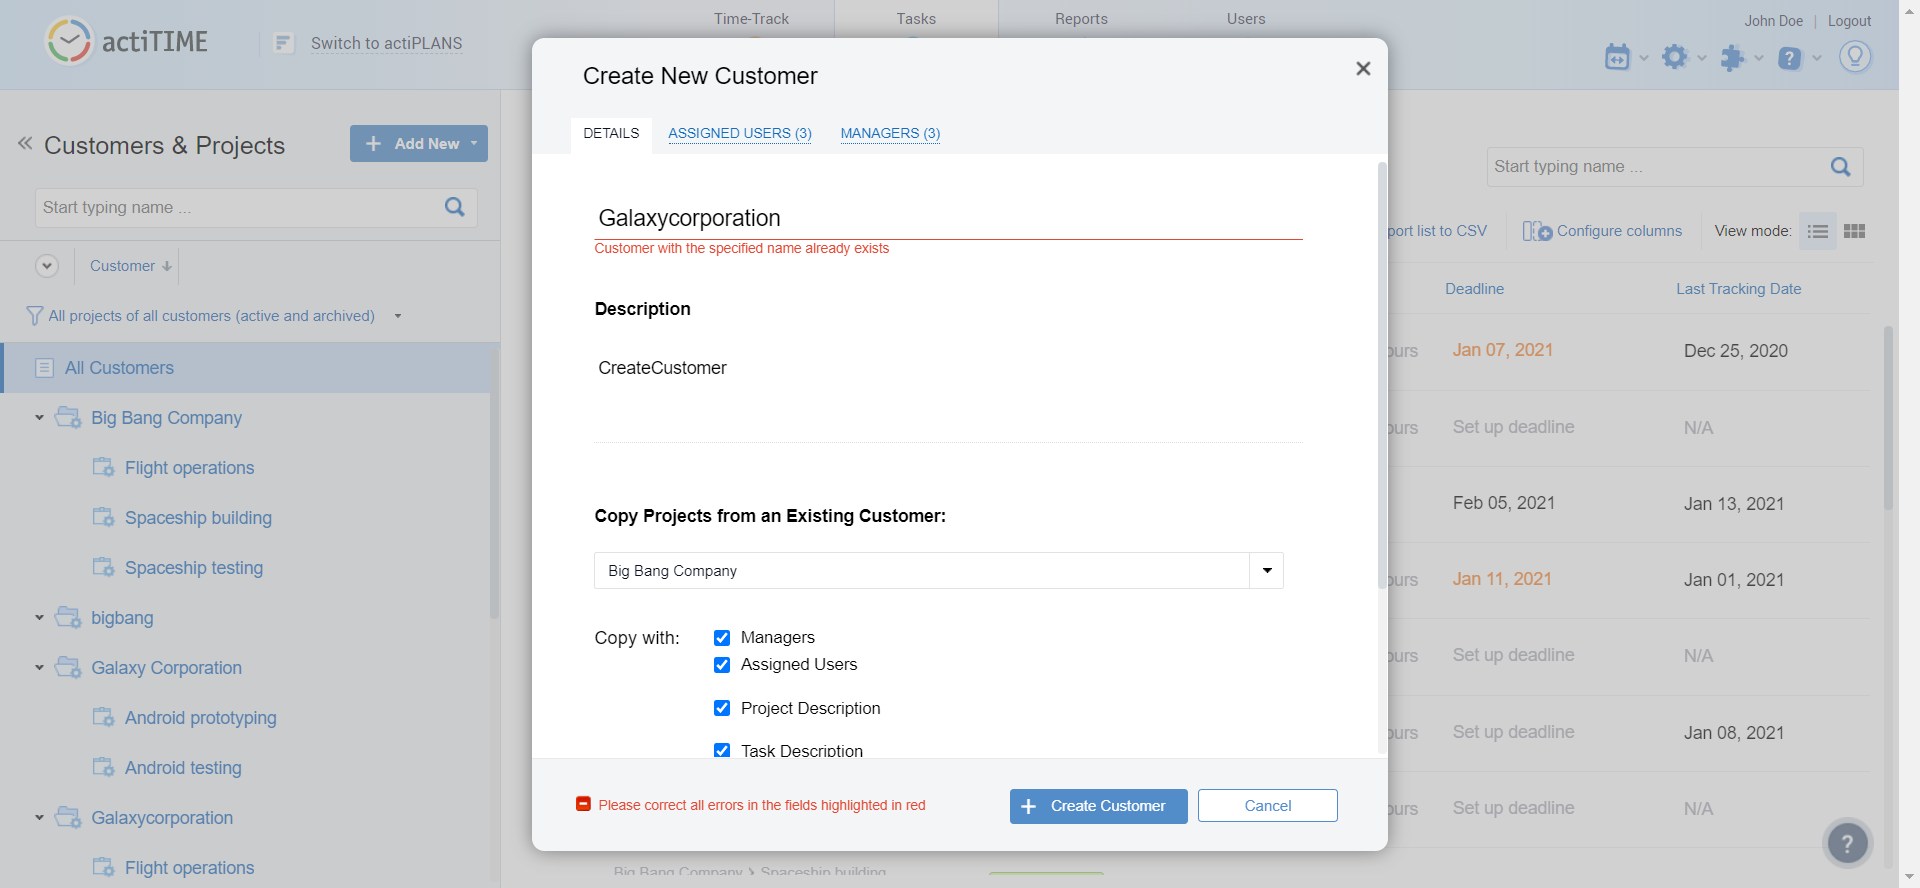 Time-Track
Tasks
Reports
Users
John Doe | Logout
actiTIME
Switch to actiPLANS
Customers & Projects
+ Add New
Start typing name ...
Customer
All projects of all customers (active and archived)
All Customers
Big Bang Company
Flight operations
Spaceship building
Spaceship testing
bigbang
Galaxy Corporation
Android prototyping
Android testing
Galaxycorporation
Flight operations
Create New Customer
DETAILS
ASSIGNED USERS (3)
MANAGERS (3)
Galaxycorporation
Customer with the specified name already exists
Description
CreateCustomer
Copy Projects from an Existing Customer:
Big Bang Company
Copy with:
Managers
Assigned Users
Project Description
Task Description
Please correct all errors in the fields highlighted in red
+ Create Customer
Cancel
Start typing name ...
port list to CSV
Configure columns
View mode:
Deadline
Last Tracking Date
ours
Jan 07, 2021
Dec 25, 2020
ours
Set up deadline
N/A
Feb 05, 2021
Jan 13, 2021
ours
Jan 11, 2021
Jan 01, 2021
ours
Set up deadline
N/A
ours
Set up deadline
Jan 08, 2021
ours
Set up deadline
N/A
?
Big Bang Company > Spaceship building